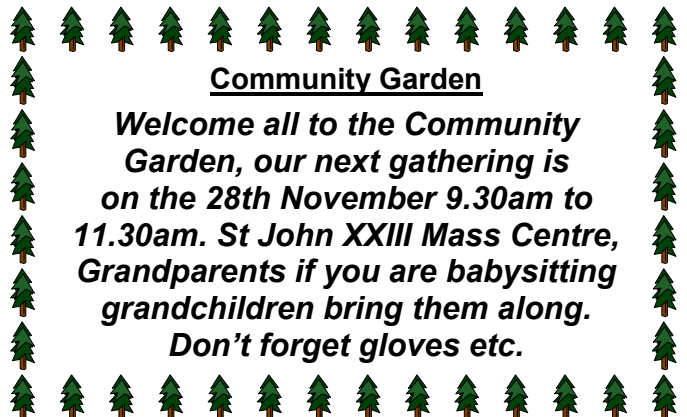 Community Garden
Welcome all to the Community
Garden, our next gathering is
on the 28th November 9.30am to
11.30am. St John XXIII Mass Centre,
Grandparents if you are babysitting
grandchildren bring them along.
Don’t forget gloves etc.